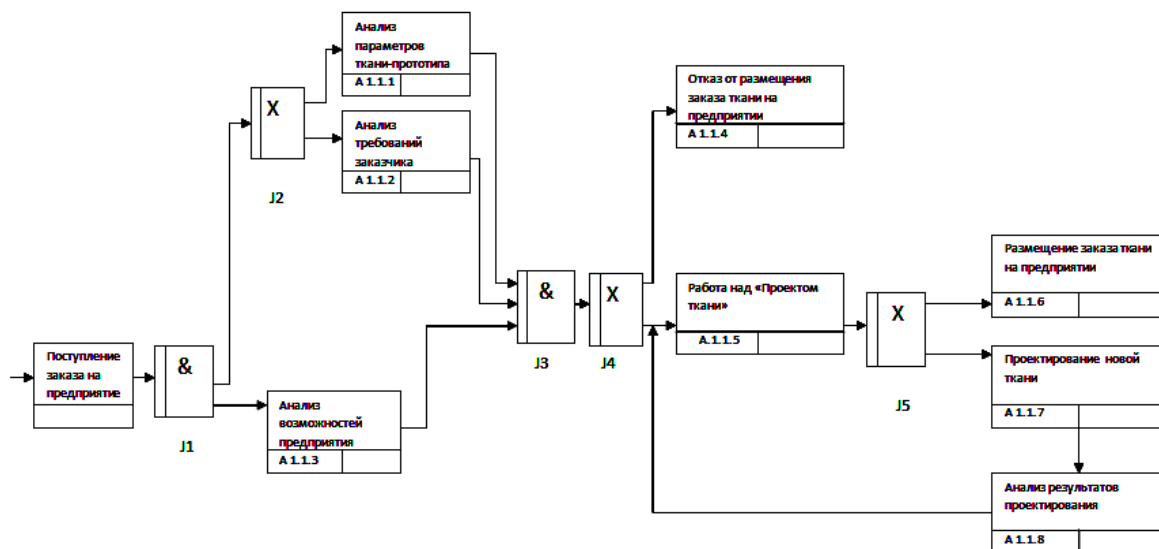 Анализ
параметров
ткани-прототипа
А 1.1.1
X
J2
Анализ
требований
заказчика
А 1.1.2
Отказ от размещения
заказа ткани на
предприятии
А 1.1.4
Поступление
заказа на
предприятие
&
J1
Анализ
возможностей
предприятия
А 1.1.3
&
J3
X
J4
Работа над «Проектом
ткани»
А.1.1.5
X
J5
Размещение заказа ткани
на предприятии
А 1.1.6
Проектирование новой
ткани
А 1.1.7
Анализ результатов
проектирования
А 1.1.8